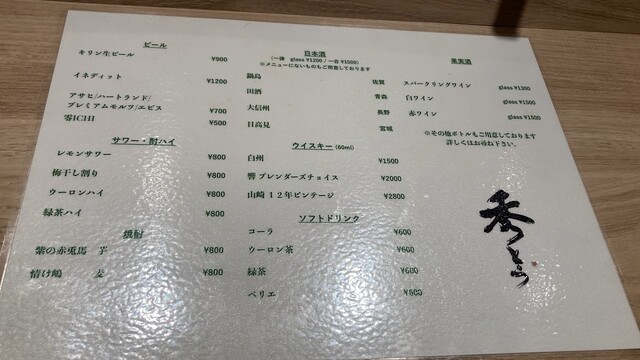 ビール
キリン生ビール ¥900
イネディット ¥1200
アサヒ/ハートランド/
プレミアムモルツ/エビス ¥700
零ICHI ¥500
サワー・酎ハイ
レモンサワー ¥800
梅干し割り ¥800
ウーロンハイ ¥800
緑茶ハイ ¥800
焼酎
紫の赤兎馬 芋 ¥800
情け嶋 麦 ¥800
日本酒
(一律 glass ¥1200 / 一合 ¥1500)
※メニューにないものもご用意しております
鍋島 佐賀
田酒 青森
大信州 長野
日高見 宮城
ウイスキー (60ml)
白州 ¥1500
響 ブレンダーズチョイス ¥2000
山崎 12年ビンテージ ¥2800
ソフトドリンク
コーラ ¥600
ウーロン茶 ¥600
緑茶 ¥600
ペリエ ¥600
果実酒
スパークリングワイン glass ¥1300
白ワイン glass ¥1500
赤ワイン glass ¥1500
※その他ボトルもご用意しております
詳しくはお尋ね下さい。
秀